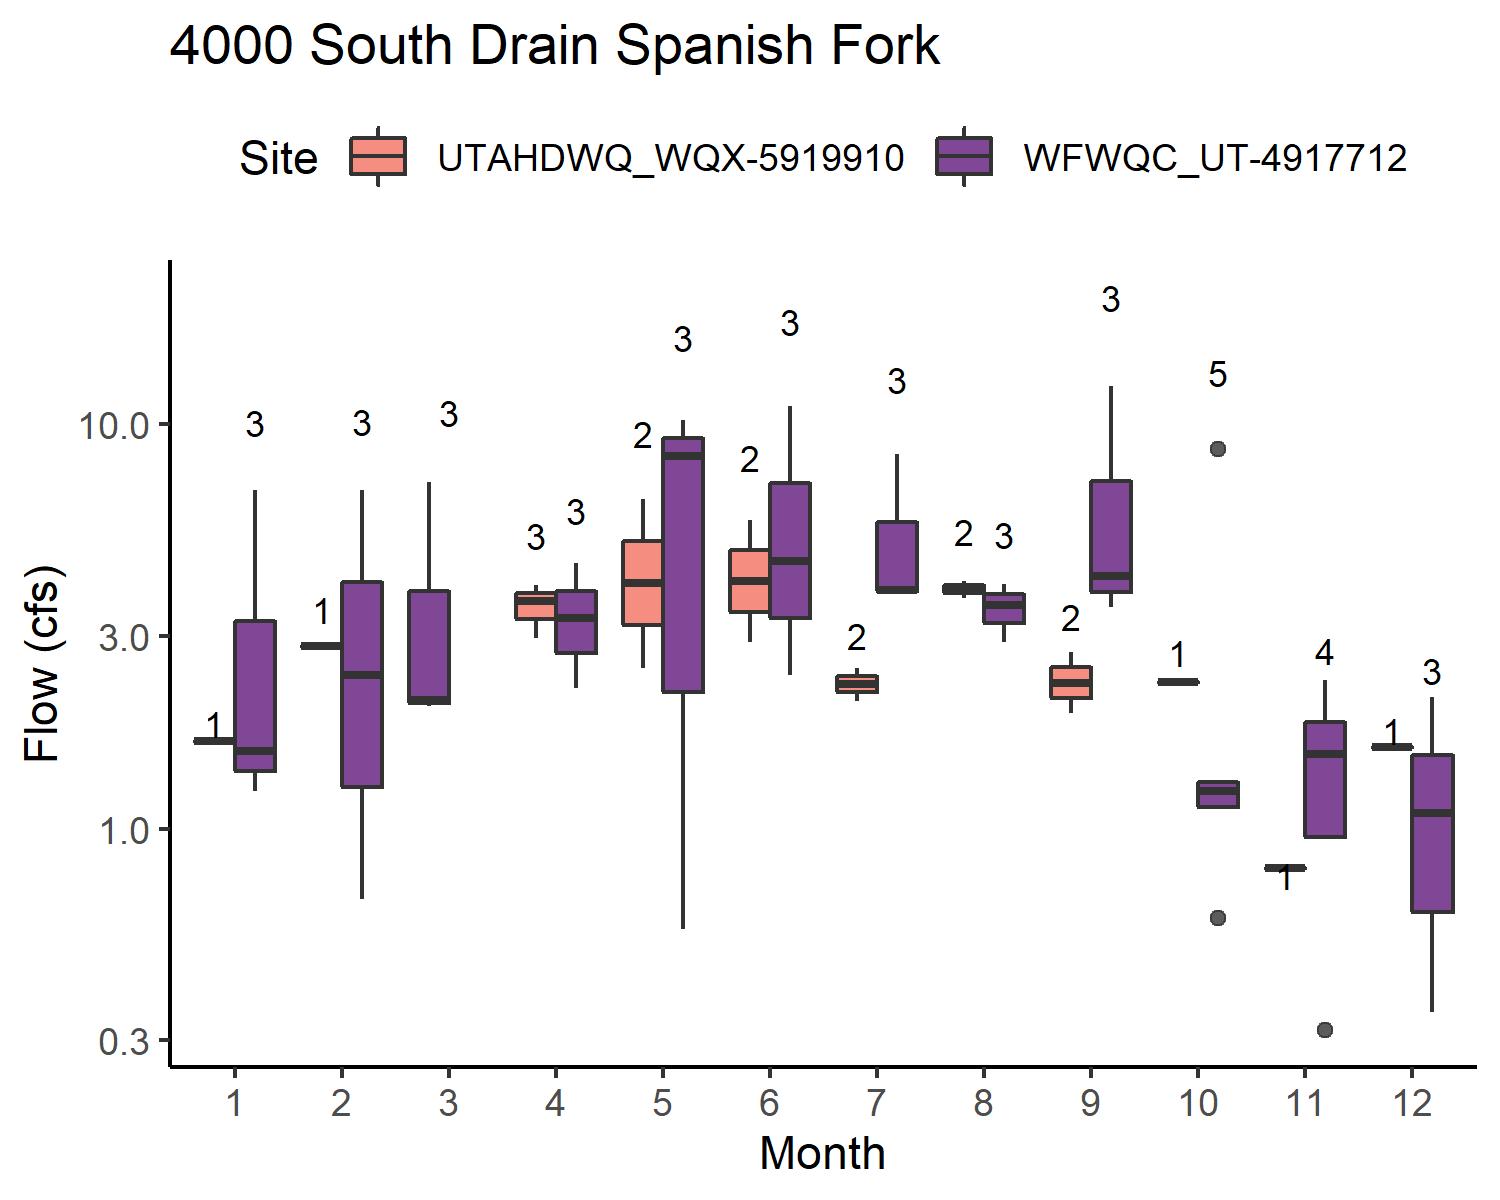 4000 South Drain Spanish Fork
Site UTAHDWQ_WQX-5919910 WFWQC_UT-4917712
Flow (cfs)
10.0
3.0
1.0
0.3
1 3 1 3 3 3 3 2 3 2 3 2 3 2 3 2 3 1 5 1 4 1 3
1 2 3 4 5 6 7 8 9 10 11 12
Month